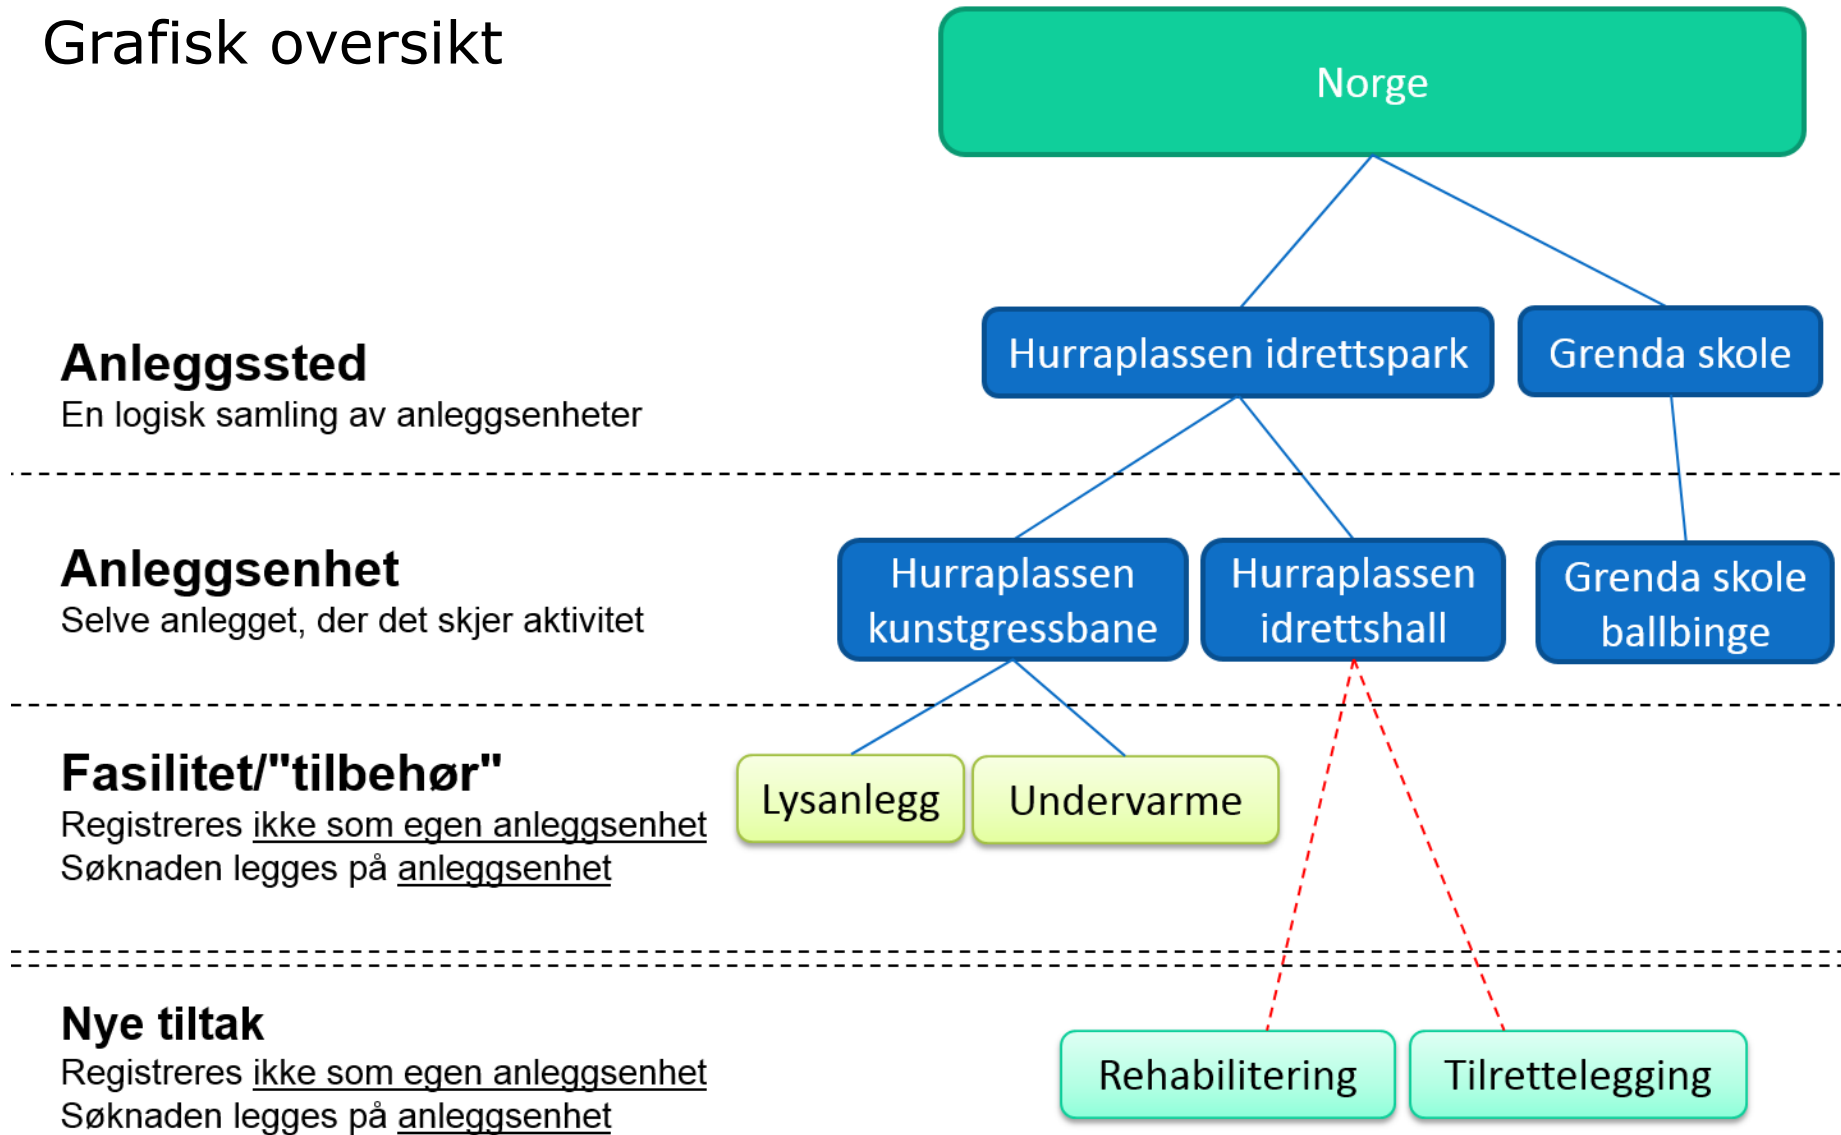 Grafisk oversikt
Norge
Anleggssted
En logisk samling av anleggsenheter
Hurraplassen idrettspark
Grenda skole
Anleggsenhet
Selve anlegget, der det skjer aktivitet
Hurraplassen
kunstgressbane
Hurraplassen
idrettshall
Grenda skole
ballbinge
Fasilitet/"tilbehør"
Registreres ikke som egen anleggsenhet
Søknaden legges på anleggsenhet
Lysanlegg
Undervarme
Nye tiltak
Registreres ikke som egen anleggsenhet
Søknaden legges på anleggsenhet
Rehabilitering
Tilrettelegging